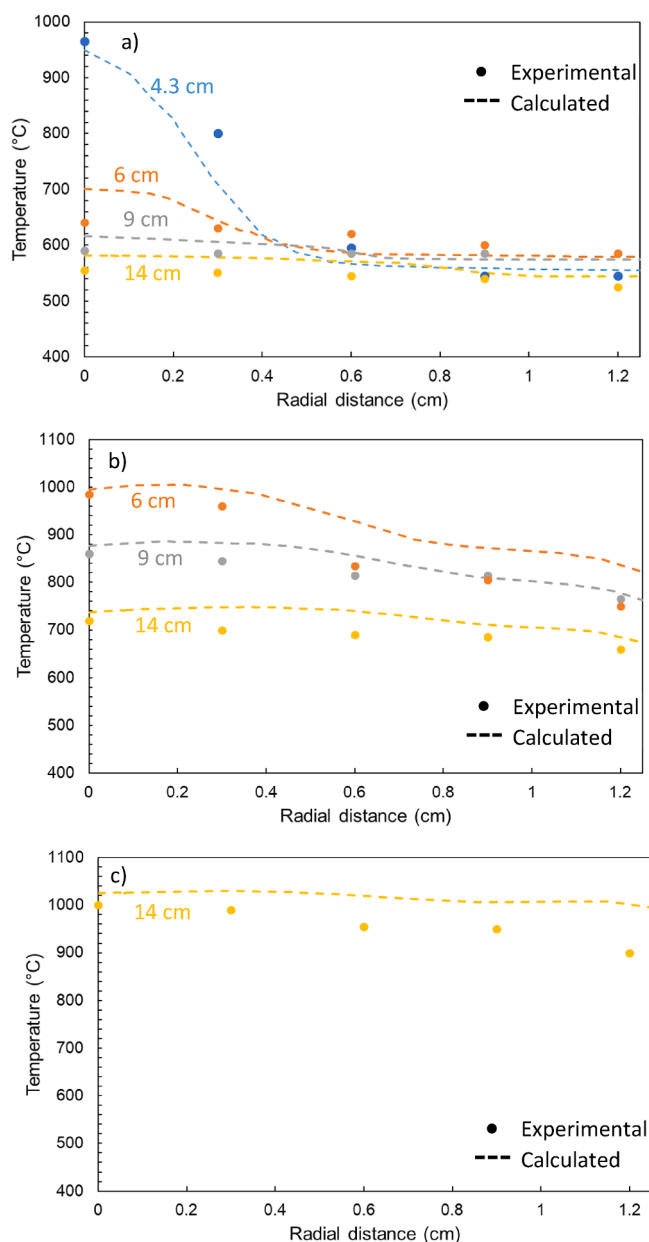 a)
1000
900
800
700
600
500
400
Temperature (°C)
4.3 cm
6 cm
9 cm
14 cm
Experimental
Calculated
0
0.2
0.4
0.6
0.8
1
1.2
Radial distance (cm)
b)
1100
1000
900
800
700
600
500
400
Temperature (°C)
6 cm
9 cm
14 cm
Experimental
Calculated
0
0.2
0.4
0.6
0.8
1
1.2
Radial distance (cm)
c)
1100
1000
900
800
700
600
500
400
Temperature (°C)
14 cm
Experimental
Calculated
0
0.2
0.4
0.6
0.8
1
1.2
Radial distance (cm)